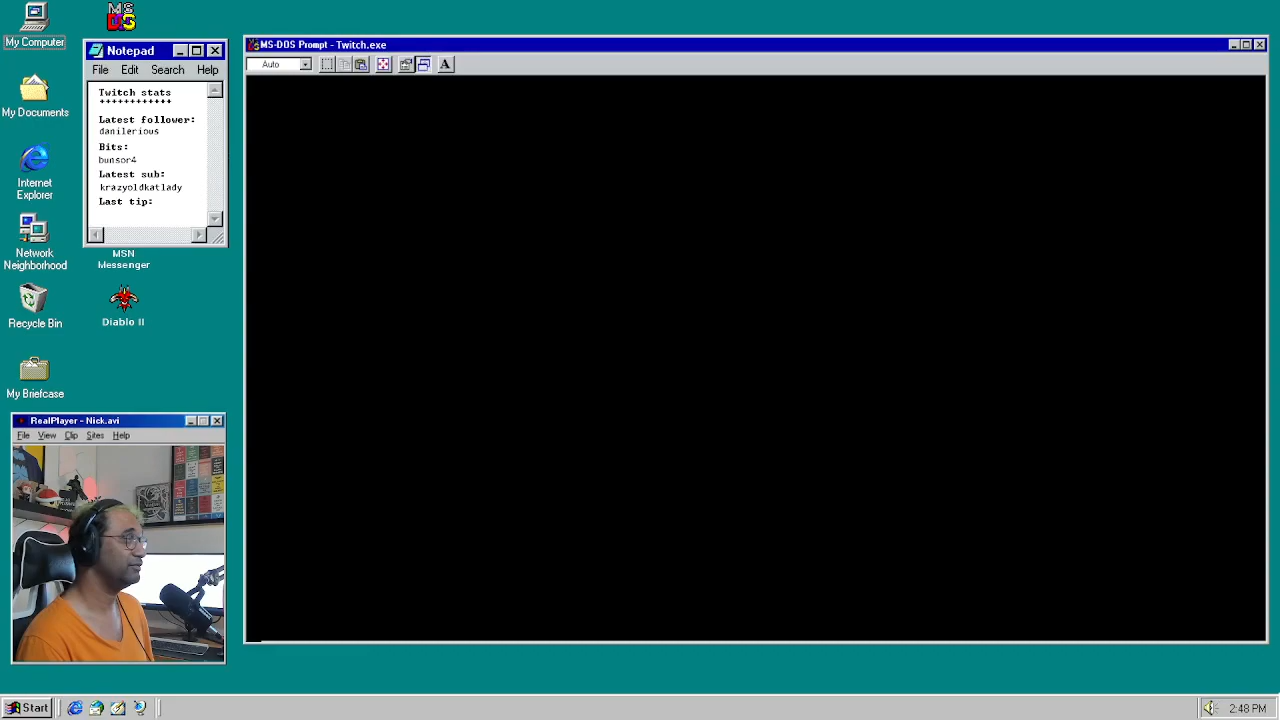 My Computer
My Documents
Internet
Explorer
Network
Neighborhood
Recycle Bin
My Briefcase
MS
DOS
Notepad
File Edit Search Help
Twitch stats
++++++++++++
Latest follower:
danilerious
Bits:
bunsor4
Latest sub:
krazyoldkatlady
Last tip:
MSN
Messenger
Diablo II
RealPlayer - Nick.avi
File View Clip Sites Help
MS-DOS Prompt - Twitch.exe
Auto
A
Start
2:48 PM